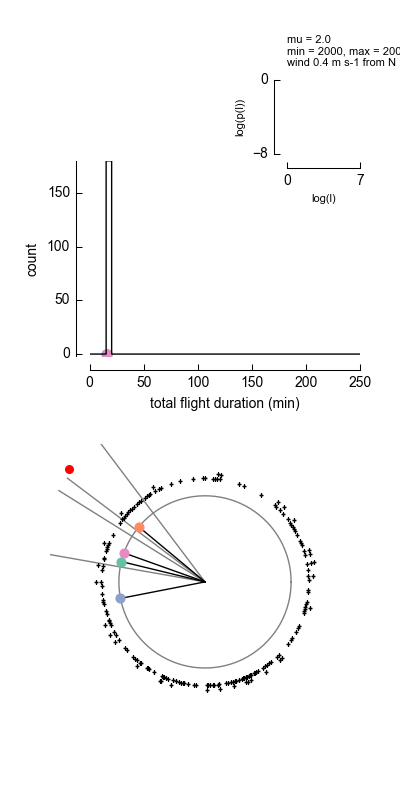 mu = 2.0
min = 2000, max = 200
wind 0.4 m s-1 from N
0
log(p(l))
−8
0
7
log(l)
150
100
50
0
count
0
50
100
150
200
250
total flight duration (min)